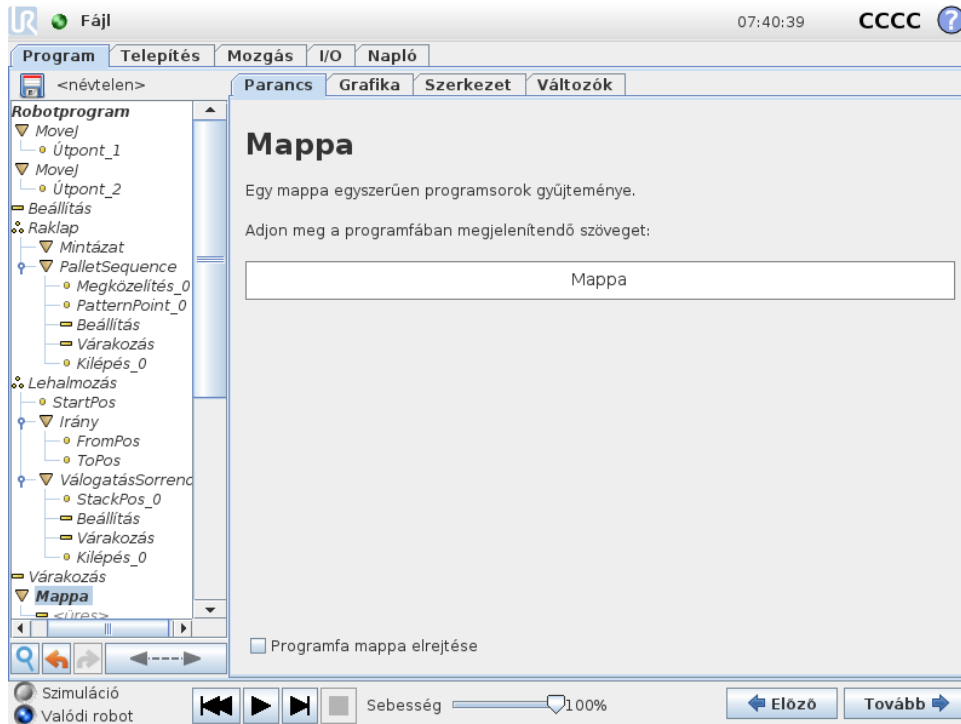 UR Fájl 07:40:39 CCCC ?
Program Telepítés Mozgás I/O Napló
<névtelen>
Parancs Grafika Szerkezet Változók
Robotprogram
MoveJ
Útpont_1
MoveJ
Útpont_2
Beállítás
Raklap
Mintázat
PalletSequence
Megközelítés_0
PatternPoint_0
Beállítás
Várakozás
Kilépés_0
Lehalmozás
StartPos
Irány
FromPos
ToPos
VálogatásSorrend
StackPos_0
Beállítás
Várakozás
Kilépés_0
Várakozás
Mappa
<üres>
Mappa
Egy mappa egyszerűen programsorok gyűjteménye.
Adjon meg a programfában megjelenítendő szöveget:
Mappa
Programfa mappa elrejtése
Szimuláció
Valódi robot
Sebesség 100%
Előző Tovább